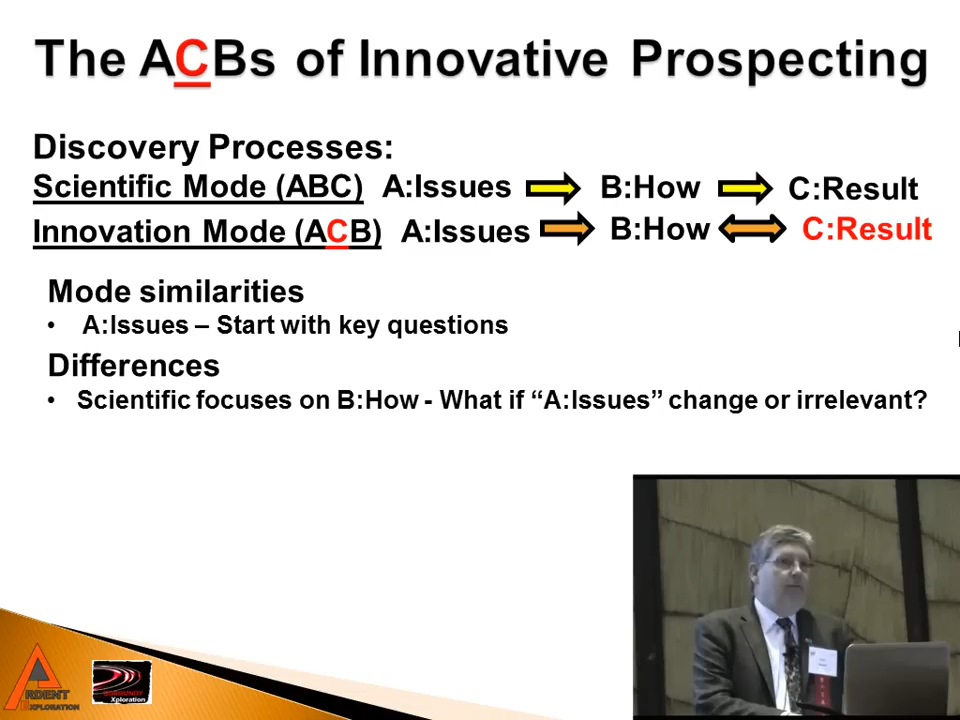 The ACBs of Innovative Prospecting
Discovery Processes:
Scientific Mode (ABC) A:Issues B:How C:Result
Innovation Mode (ACB) A:Issues B:How C:Result
Mode similarities
• A:Issues – Start with key questions
Differences
• Scientific focuses on B:How - What if “A:Issues” change or irrelevant?
ARDENT
EXPLORATION
Xploration